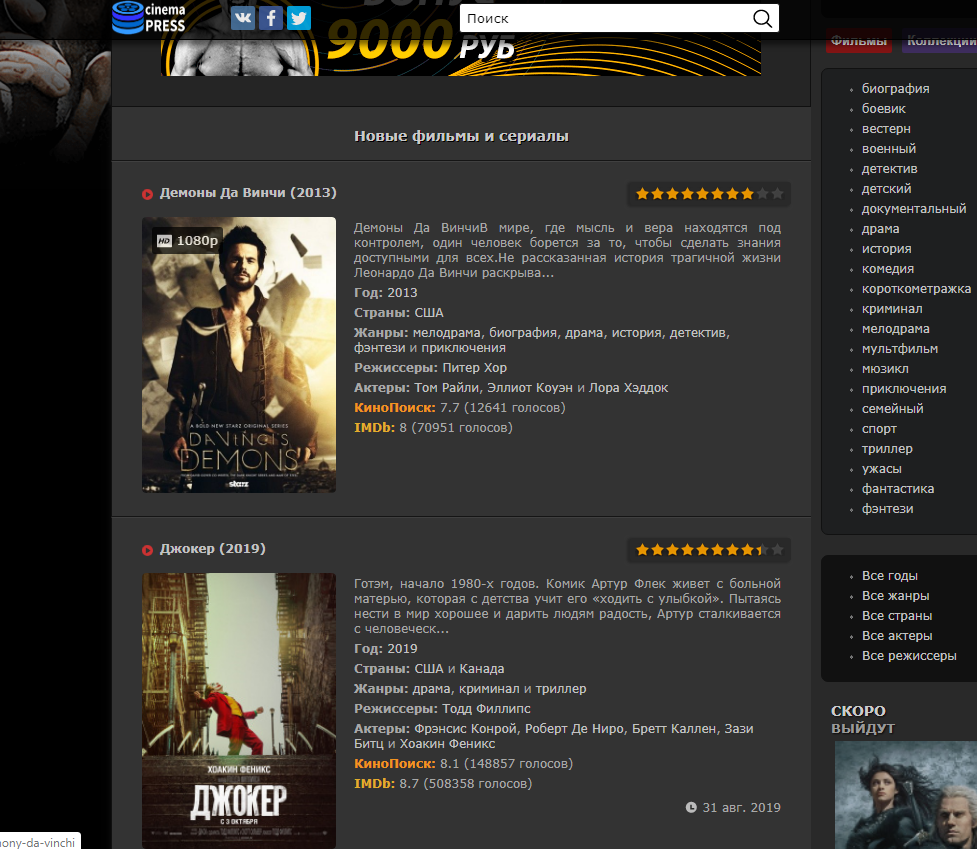 cinema
PRESS
Поиск
9000 РУБ
Фильмы
Коллекции
Новые фильмы и сериалы
Демоны Да Винчи (2013)
HD 1080p
A BOLD NEW STARZ ORIGINAL SERIES
DAVINCI'S
DEMONS
starz
Демоны Да ВинчиВ мире, где мысль и вера находятся под
контролем, один человек борется за то, чтобы сделать знания
доступными для всех.Не рассказанная история трагичной жизни
Леонардо Да Винчи раскрыва...
Год: 2013
Страны: США
Жанры: мелодрама, биография, драма, история, детектив,
фэнтези и приключения
Режиссеры: Питер Хор
Актеры: Том Райли, Эллиот Коуэн и Лора Хэддок
КиноПоиск: 7.7 (12641 голосов)
IMDb: 8 (70951 голосов)
Джокер (2019)
ХОАКИН ФЕНИКС
ДЖОКЕР
С 3 ОКТЯБРЯ
Готэм, начало 1980-х годов. Комик Артур Флек живет с больной
матерью, которая с детства учит его «ходить с улыбкой». Пытаясь
нести в мир хорошее и дарить людям радость, Артур сталкивается
с человеческ...
Год: 2019
Страны: США и Канада
Жанры: драма, криминал и триллер
Режиссеры: Тодд Филлипс
Актеры: Фрэнсис Конрой, Роберт Де Ниро, Бретт Каллен, Зази
Битц и Хоакин Феникс
КиноПоиск: 8.1 (148857 голосов)
IMDb: 8.7 (508358 голосов)
31 авг. 2019
биография
боевик
вестерн
военный
детектив
детский
документальный
драма
история
комедия
короткометражка
криминал
мелодрама
мультфильм
мюзикл
приключения
семейный
спорт
триллер
ужасы
фантастика
фэнтези
Все годы
Все жанры
Все страны
Все актеры
Все режиссеры
СКОРО
ВЫЙДУТ
mony-da-vinchi